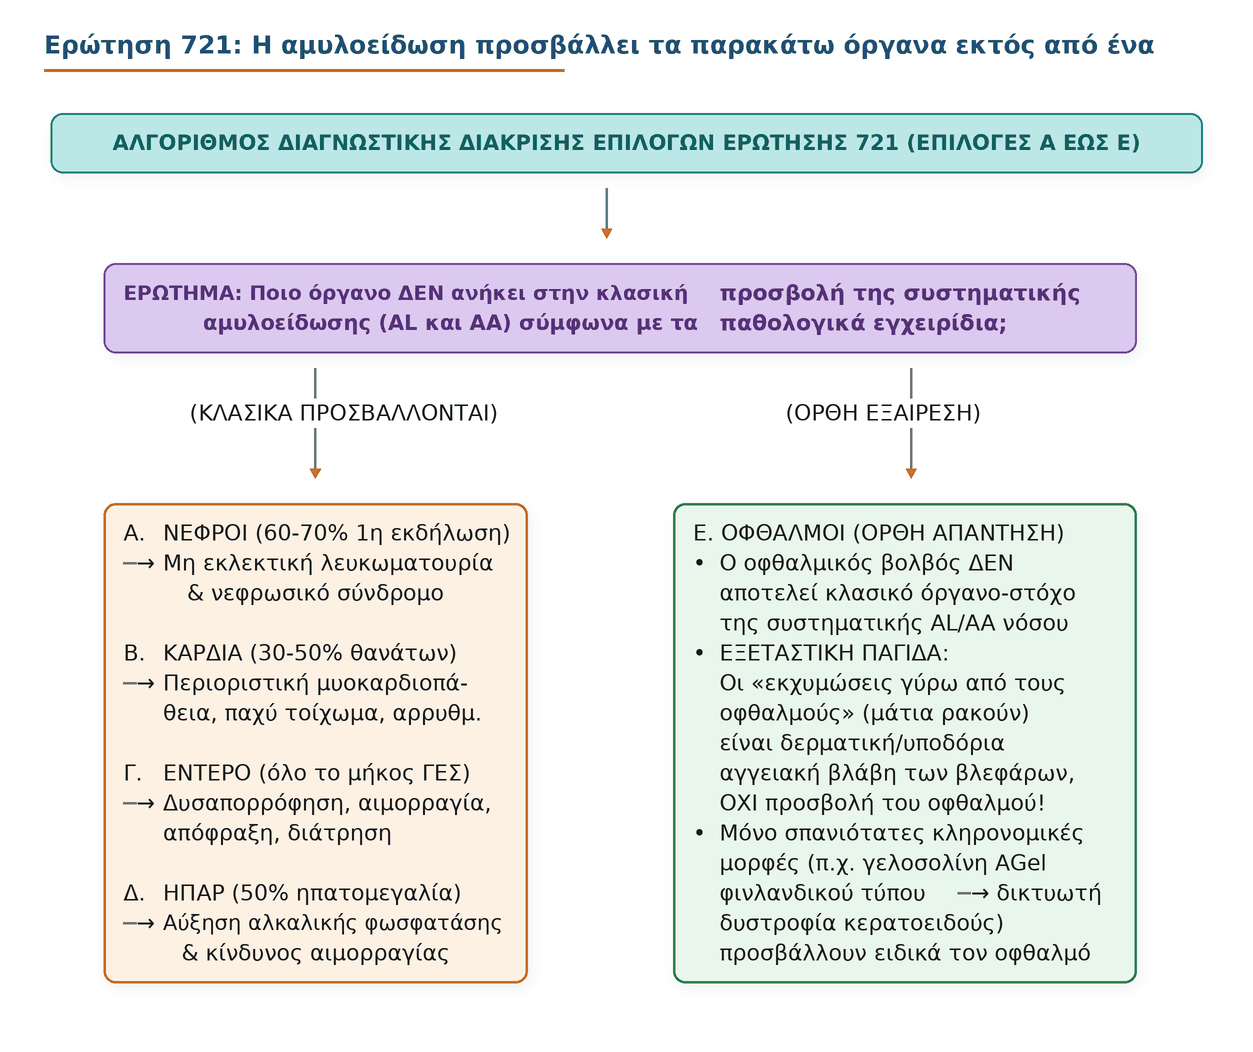 Ερώτηση 721: Η αμυλοείδωση προσβάλλει τα παρακάτω όργανα εκτός από ένα
ΑΛΓΟΡΙΘΜΟΣ ΔΙΑΓΝΩΣΤΙΚΗΣ ΔΙΑΚΡΙΣΗΣ ΕΠΙΛΟΓΩΝ ΕΡΩΤΗΣΗΣ 721 (ΕΠΙΛΟΓΕΣ Α ΕΩΣ Ε)
ΕΡΩΤΗΜΑ: Ποιο όργανο ΔΕΝ ανήκει στην κλασική προσβολή της συστηματικής
αμυλοείδωσης (AL και AA) σύμφωνα με τα παθολογικά εγχειρίδια;
(ΚΛΑΣΙΚΑ ΠΡΟΣΒΑΛΛΟΝΤΑΙ)
(ΟΡΘΗ ΕΞΑΙΡΕΣΗ)
Α. ΝΕΦΡΟΙ (60-70% 1η εκδήλωση)
─→ Μη εκλεκτική λευκωματουρία
& νεφρωσικό σύνδρομο
Β. ΚΑΡΔΙΑ (30-50% θανάτων)
─→ Περιοριστική μυοκαρδιοπά-
θεια, παχύ τοίχωμα, αρρυθμ.
Γ. ΕΝΤΕΡΟ (όλο το μήκος ΓΕΣ)
─→ Δυσαπορρόφηση, αιμορραγία,
απόφραξη, διάτρηση
Δ. ΗΠΑΡ (50% ηπατομεγαλία)
─→ Αύξηση αλκαλικής φωσφατάσης
& κίνδυνος αιμορραγίας
Ε. ΟΦΘΑΛΜΟΙ (ΟΡΘΗ ΑΠΑΝΤΗΣΗ)
• Ο οφθαλμικός βολβός ΔΕΝ
αποτελεί κλασικό όργανο-στόχο
της συστηματικής AL/AA νόσου
• ΕΞΕΤΑΣΤΙΚΗ ΠΑΓΙΔΑ:
Οι «εκχυμώσεις γύρω από τους
οφθαλμούς» (μάτια ρακούν)
είναι δερματική/υποδόρια
αγγειακή βλάβη των βλεφάρων,
ΟΧΙ προσβολή του οφθαλμού!
• Μόνο σπανιότατες κληρονομικές
μορφές (π.χ. γελοσολίνη AGel
φινλανδικού τύπου ─→ δικτυωτή
δυστροφία κερατοειδούς)
προσβάλλουν ειδικά τον οφθαλμό